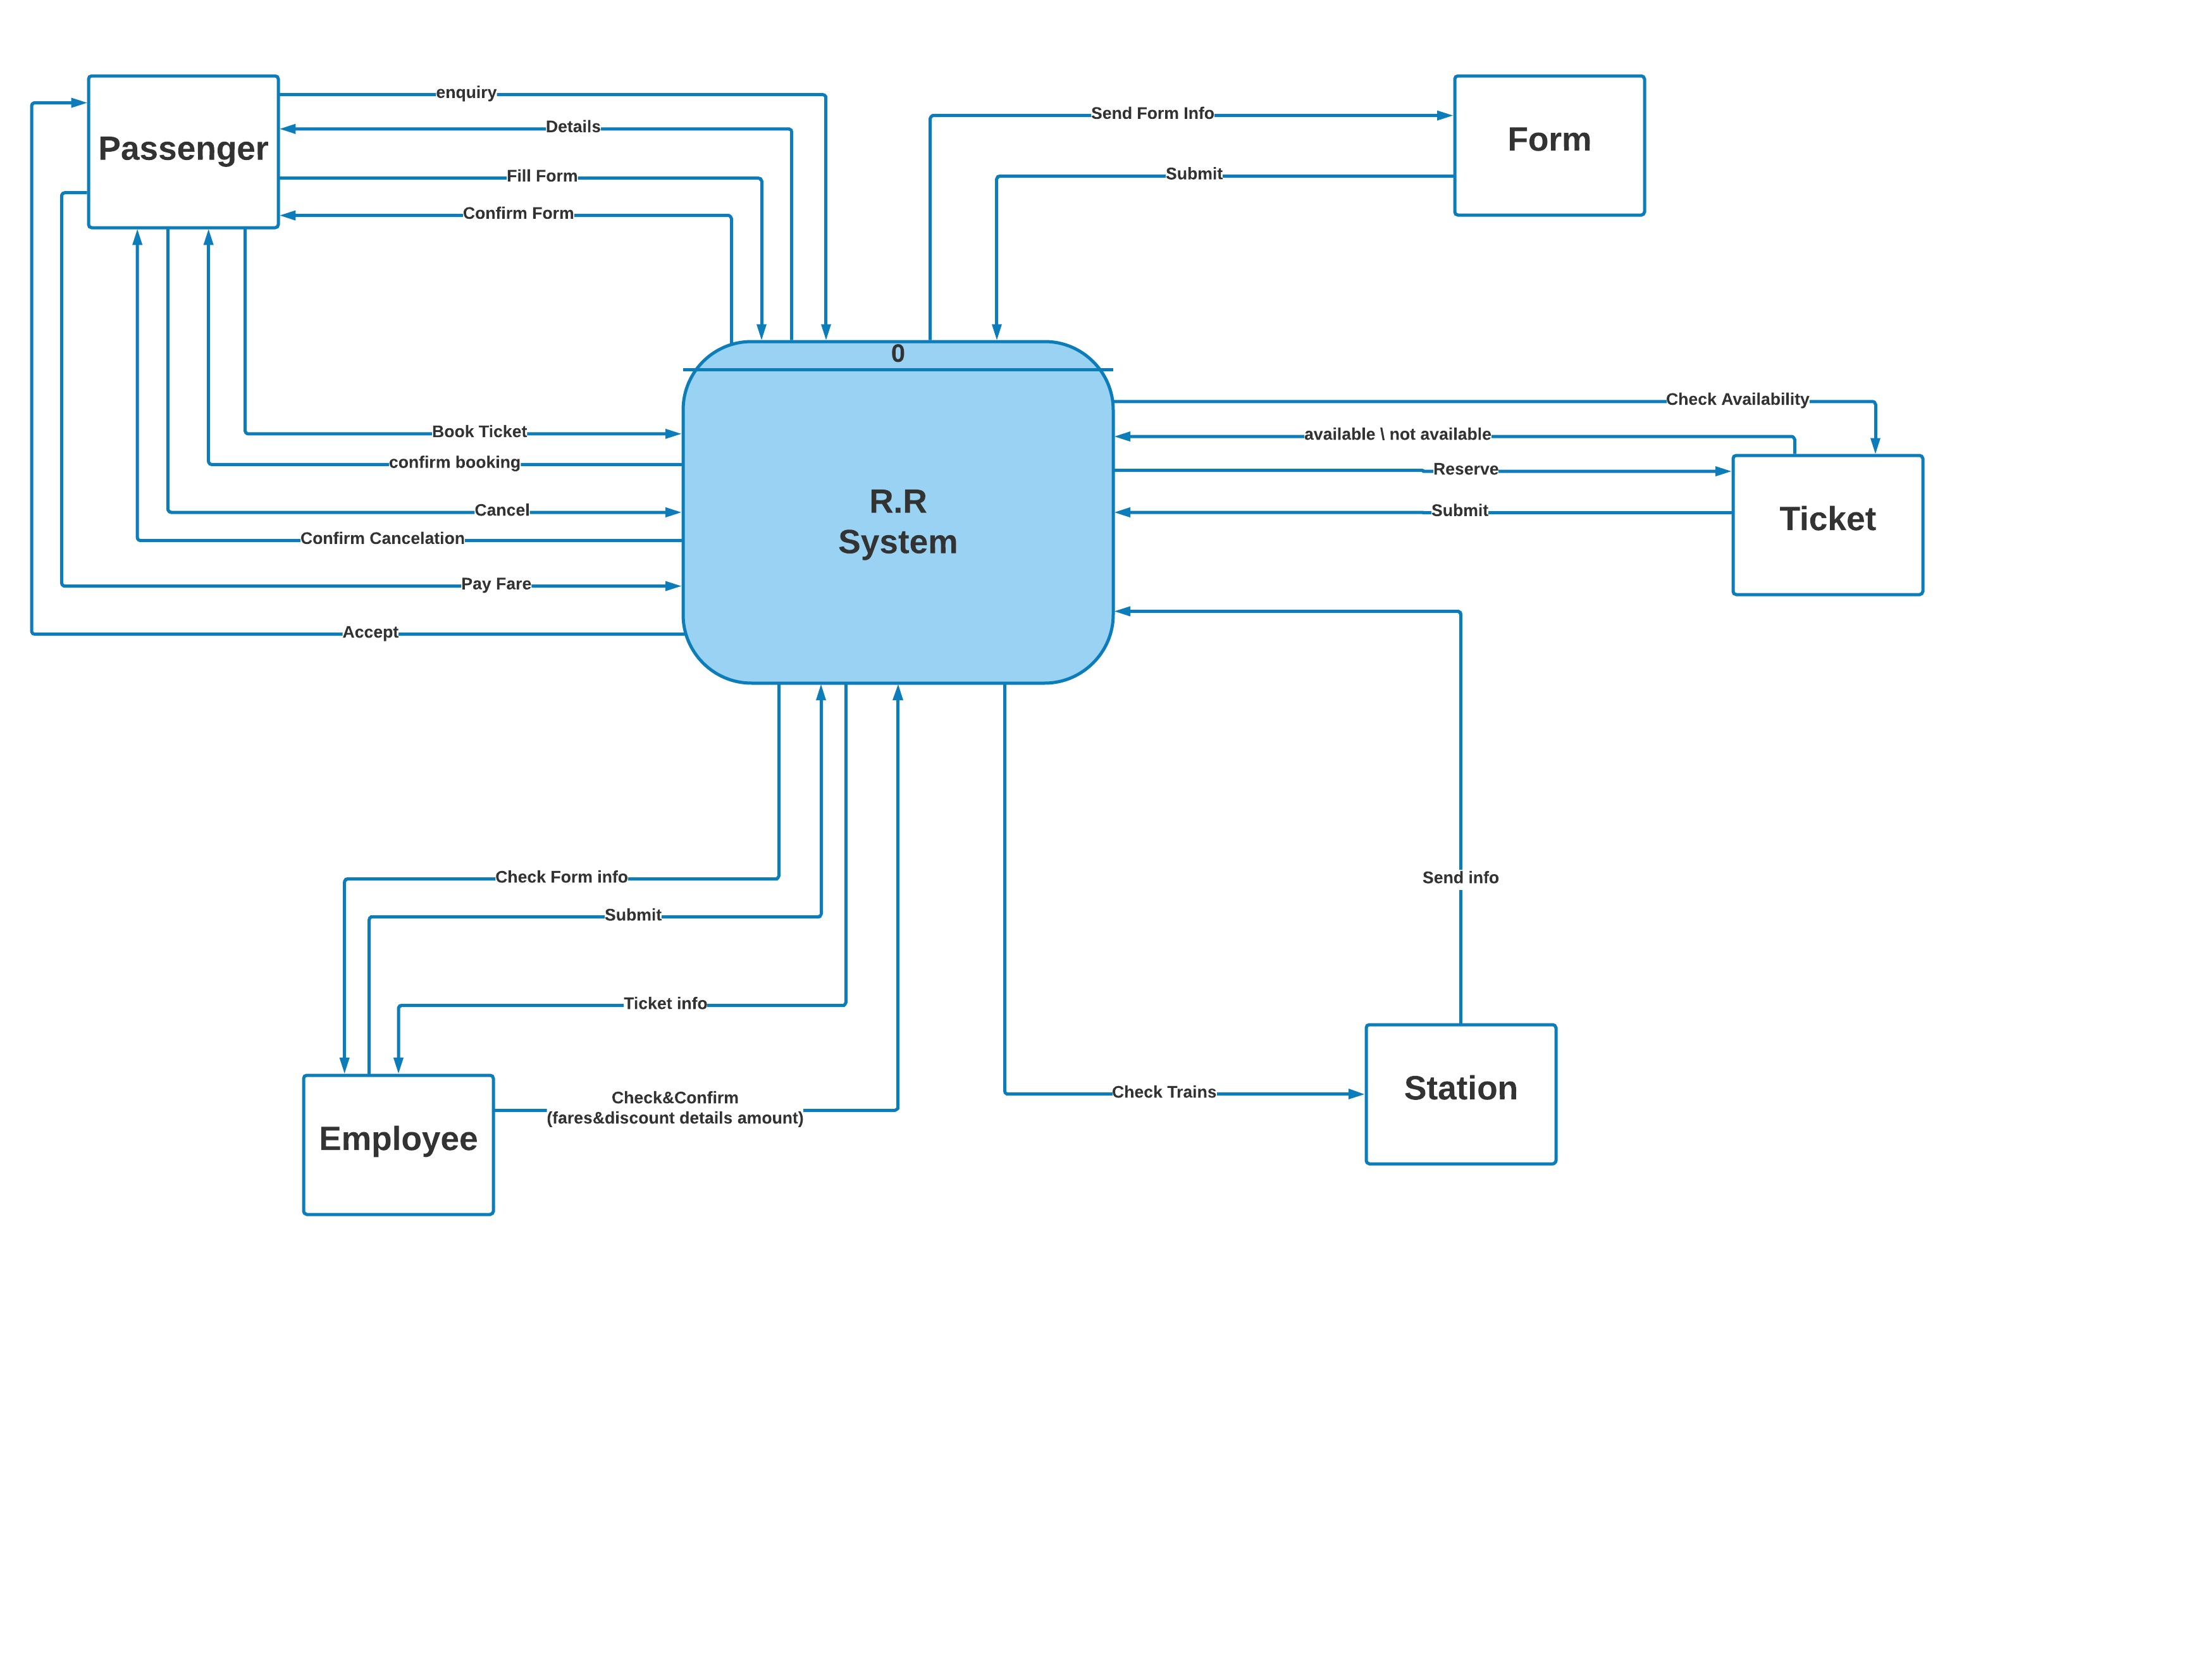 Passenger
enquiry
Details
Fill Form
Confirm Form
Send Form Info
Submit
Form
0
R.R
System
Book Ticket
confirm booking
Cancel
Confirm Cancelation
Pay Fare
Accept
Check Availability
available \ not available
Reserve
Submit
Ticket
Check Form info
Submit
Ticket info
Check&Confirm
(fares&discount details amount)
Employee
Send info
Check Trains
Station